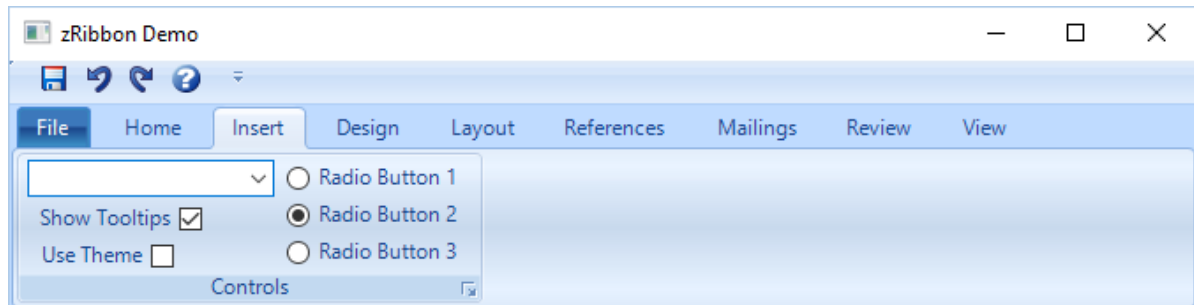 zRibbon Demo
File Home Insert Design Layout References Mailings Review View
Radio Button 1
Show Tooltips Radio Button 2
Use Theme Radio Button 3
Controls